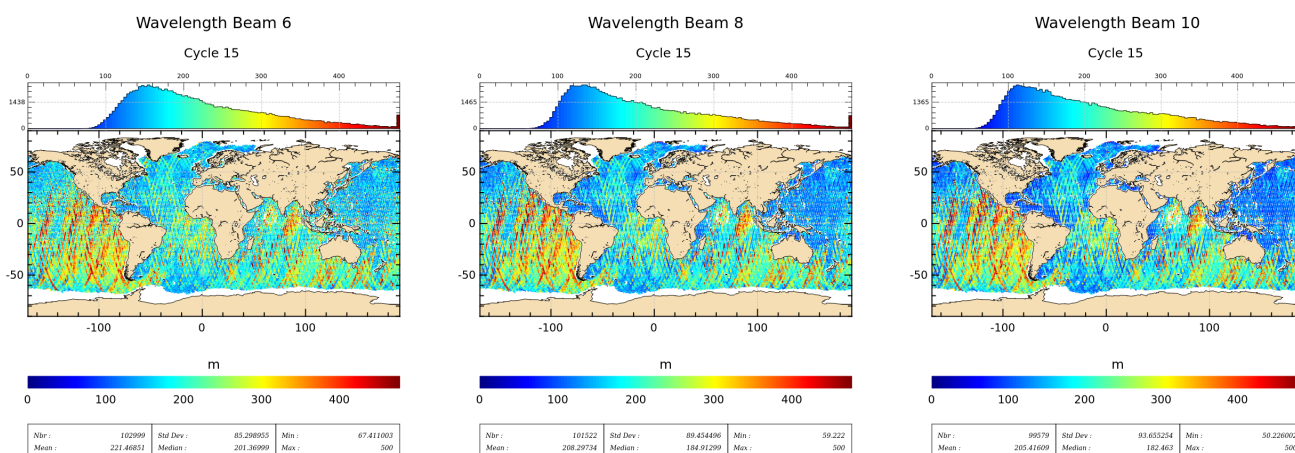 Wavelength Beam 6
Cycle 15
0 100 200 300 400
1438
0
50
0
-50
-100 0 100
m
0 100 200 300 400
Nbr : 102999 Std Dev : 85.298955 Min : 67.411003
Mean : 221.46851 Median : 201.36999 Max : 500
Wavelength Beam 8
Cycle 15
0 100 200 300 400
1465
0
50
0
-50
-100 0 100
m
0 100 200 300 400
Nbr : 101522 Std Dev : 89.454496 Min : 59.222
Mean : 208.29734 Median : 184.91299 Max : 500
Wavelength Beam 10
Cycle 15
0 100 200 300 400
1365
0
50
0
-50
-100 0 100
m
0 100 200 300 400
Nbr : 99579 Std Dev : 93.655254 Min : 50.226002
Mean : 205.41609 Median : 182.463 Max : 500